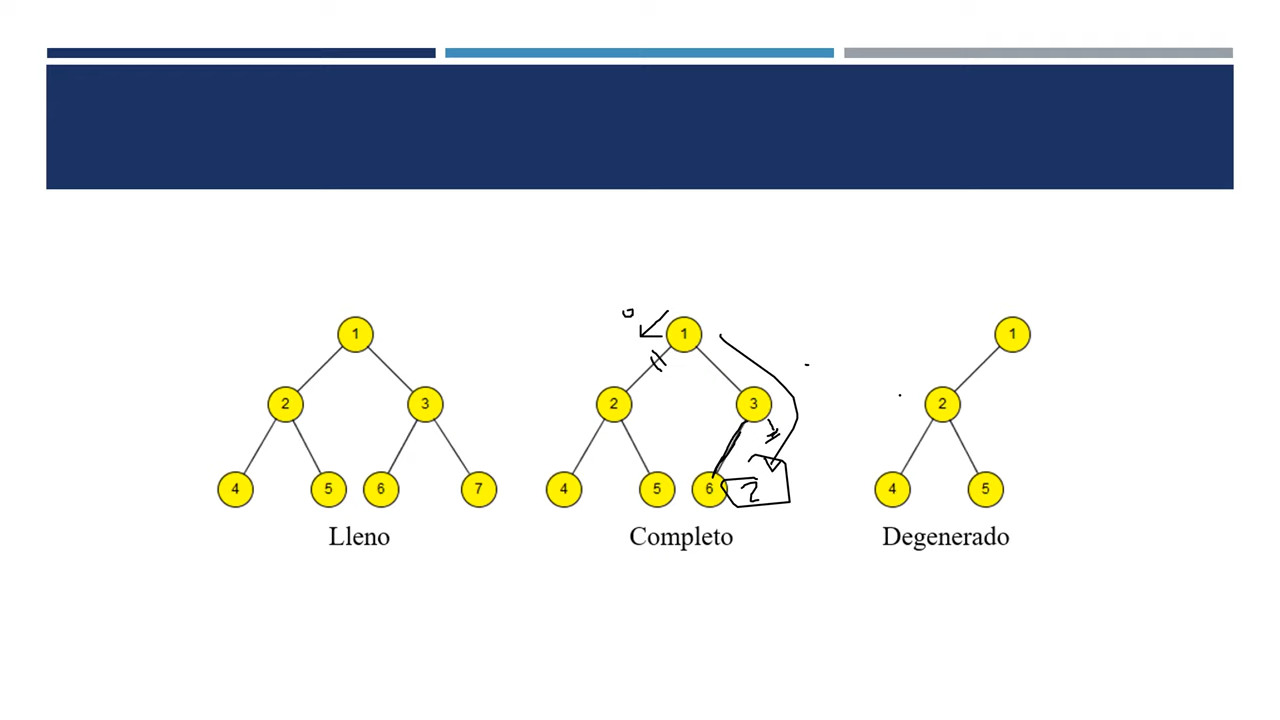 1 1 1
2 3 2 3 2
4 5 6 7 4 5 6 4 5
Lleno Completo Degenerado